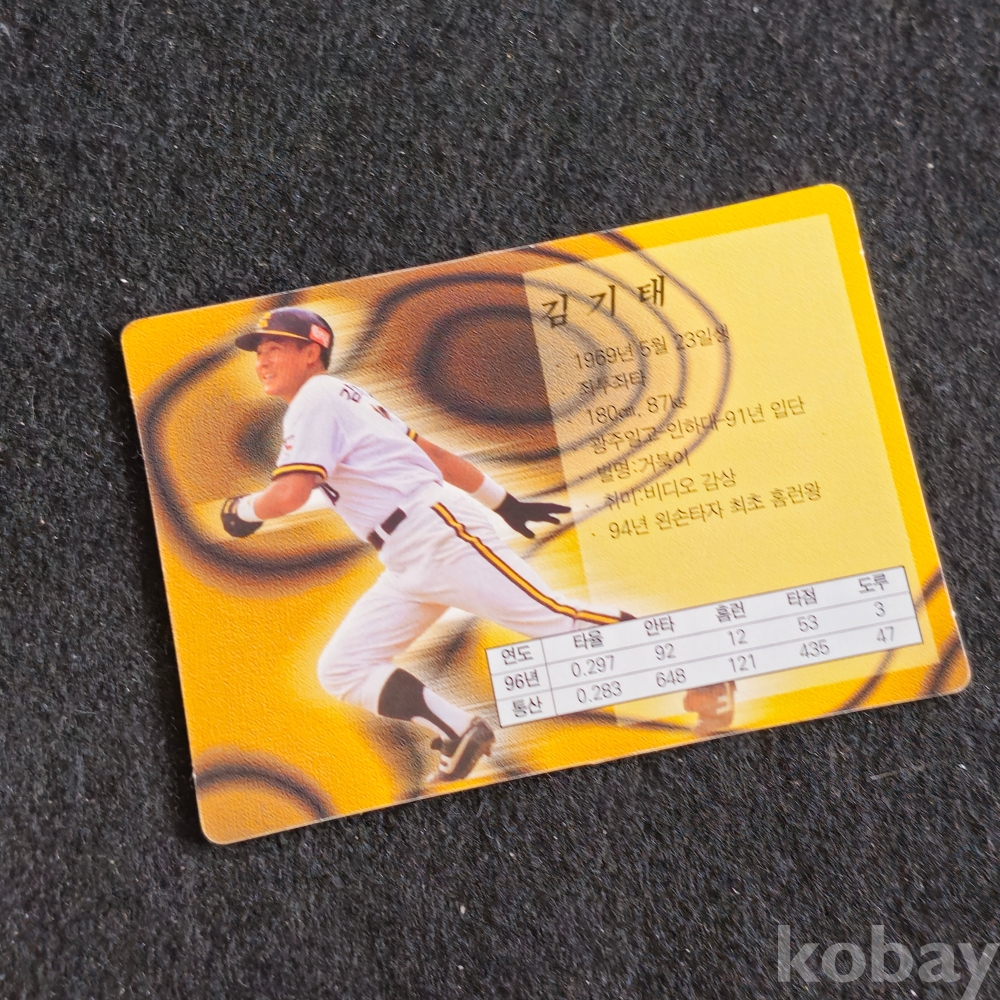 김 기 태
· 1969년 5월 23일생
· 좌투좌타
· 180cm, 87kg
· 광주일고-인하대-91년 입단
· 별명:거북이
· 취미:비디오 감상
· 94년 왼손타자 최초 홈런왕
연도 타율 안타 홈런 타점 도루
96년 0.297 92 12 53 3
통산 0.283 648 121 435 47
kobay